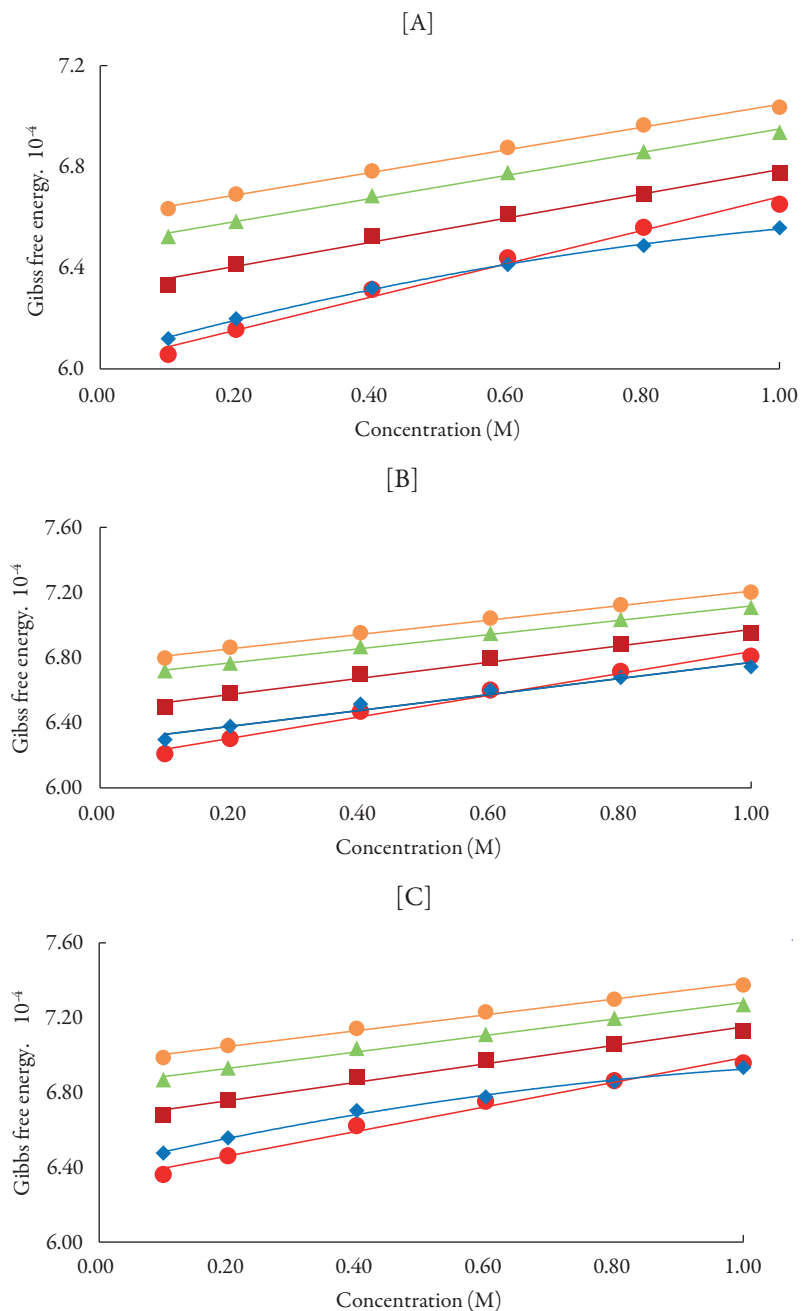 [A]
7.2
6.8
6.4
6.0
Gibss free energy. 10⁻⁴
0.00 0.20 0.40 0.60 0.80 1.00
Concentration (M)
[B]
7.60
7.20
6.80
6.40
6.00
Gibss free energy. 10⁻⁴
0.00 0.20 0.40 0.60 0.80 1.00
Concentration (M)
[C]
7.60
7.20
6.80
6.40
6.00
Gibbs free energy. 10⁻⁴
0.00 0.20 0.40 0.60 0.80 1.00
Concentration (M)